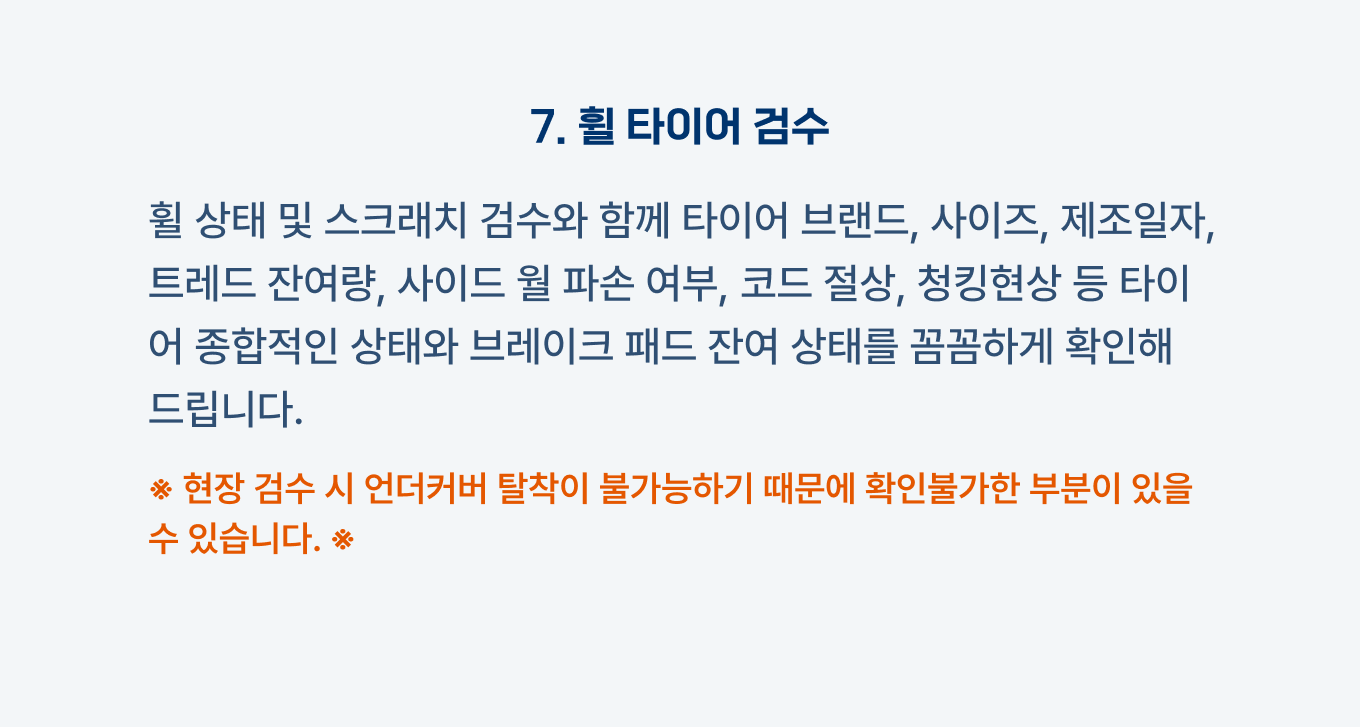 7. 휠 타이어 검수
휠 상태 및 스크래치 검수와 함께 타이어 브랜드, 사이즈, 제조일자,
트레드 잔여량, 사이드 월 파손 여부, 코드 절상, 청킹현상 등 타이
어 종합적인 상태와 브레이크 패드 잔여 상태를 꼼꼼하게 확인해
드립니다.
※ 현장 검수 시 언더커버 탈착이 불가능하기 때문에 확인불가한 부분이 있을
수 있습니다. ※